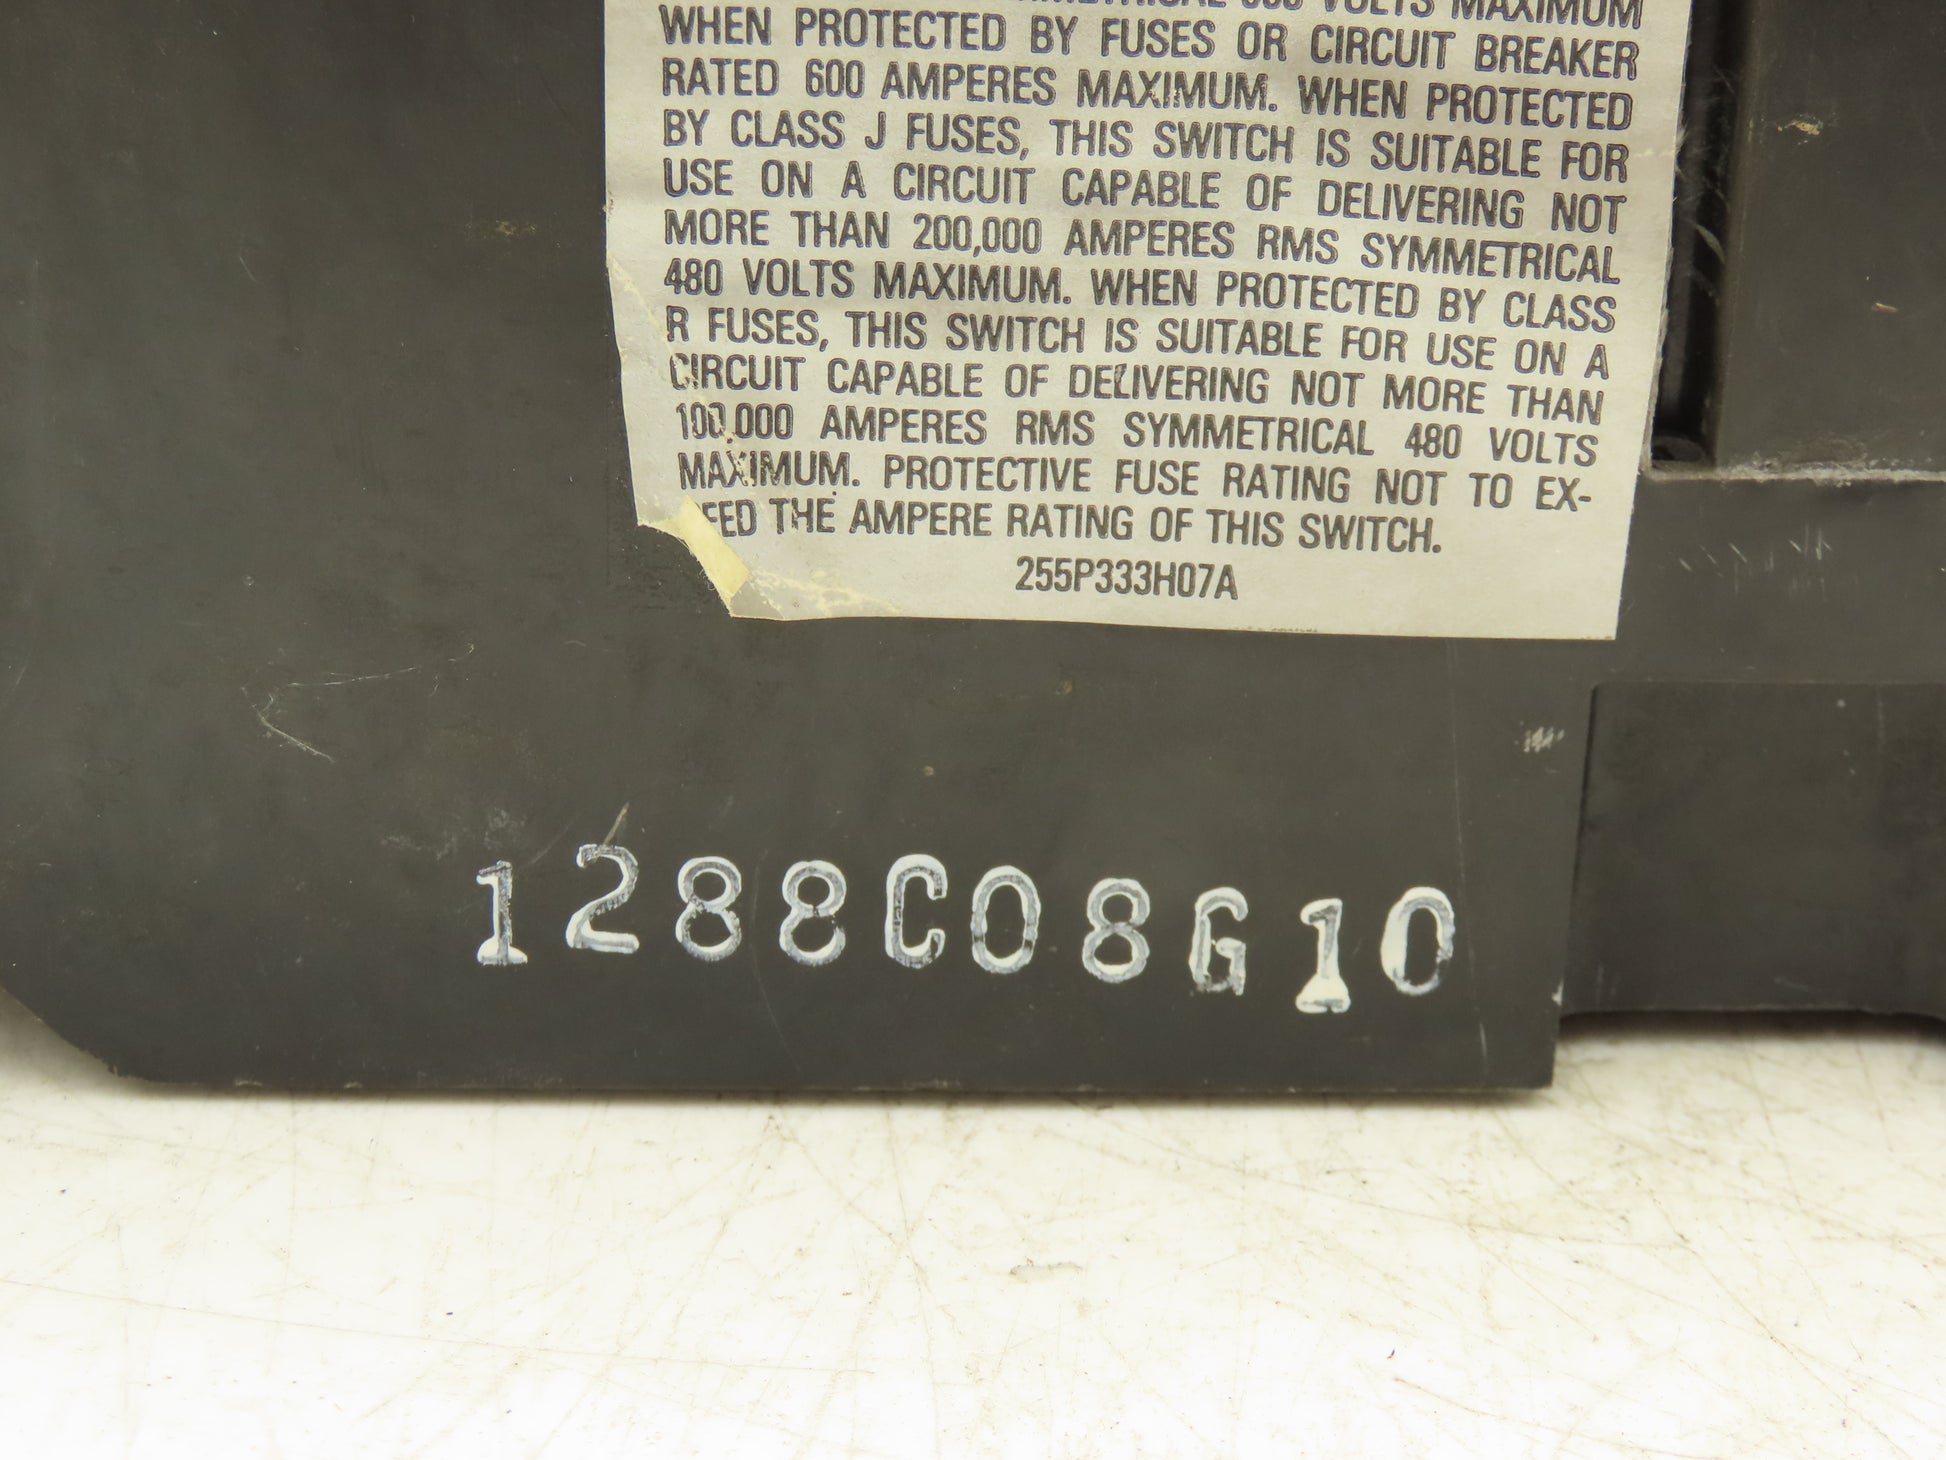 VOLTS MAXIMUM
WHEN PROTECTED BY FUSES OR CIRCUIT BREAKER
RATED 600 AMPERES MAXIMUM. WHEN PROTECTED
BY CLASS J FUSES, THIS SWITCH IS SUITABLE FOR
USE ON A CIRCUIT CAPABLE OF DELIVERING NOT
MORE THAN 200,000 AMPERES RMS SYMMETRICAL
480 VOLTS MAXIMUM. WHEN PROTECTED BY CLASS
R FUSES, THIS SWITCH IS SUITABLE FOR USE ON A
CIRCUIT CAPABLE OF DELIVERING NOT MORE THAN
100,000 AMPERES RMS SYMMETRICAL 480 VOLTS
MAXIMUM. PROTECTIVE FUSE RATING NOT TO EX-
EED THE AMPERE RATING OF THIS SWITCH.
255P333H07A
1288C08G10